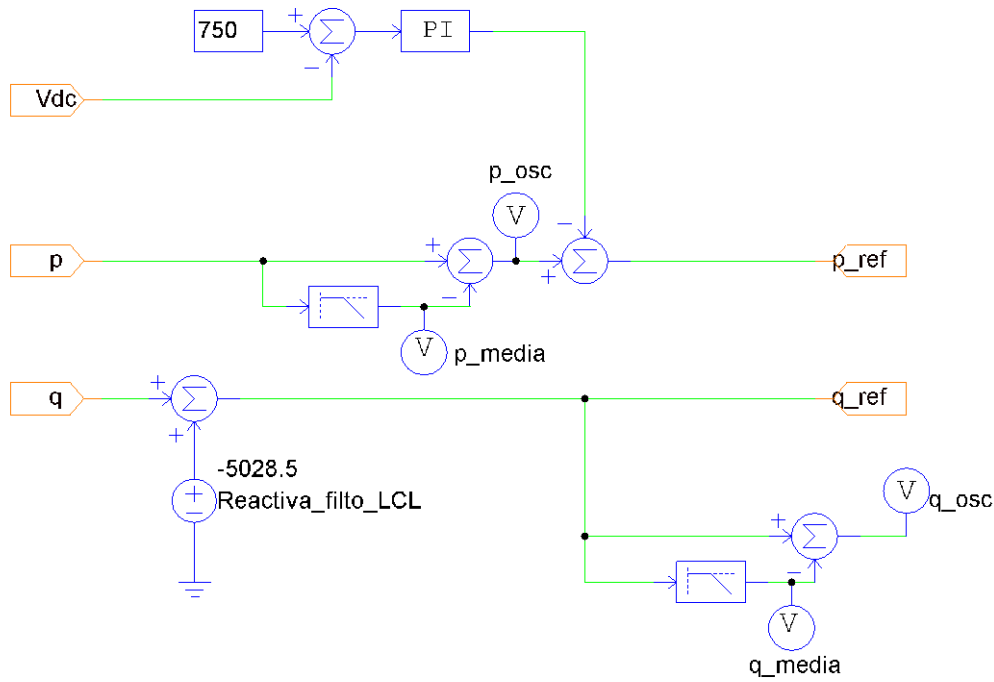 750
PI
Vdc
p_osc
V
p
p_ref
V
p_media
q
q_ref
-5028.5
Reactiva_filto_LCL
V
q_osc
V
q_media